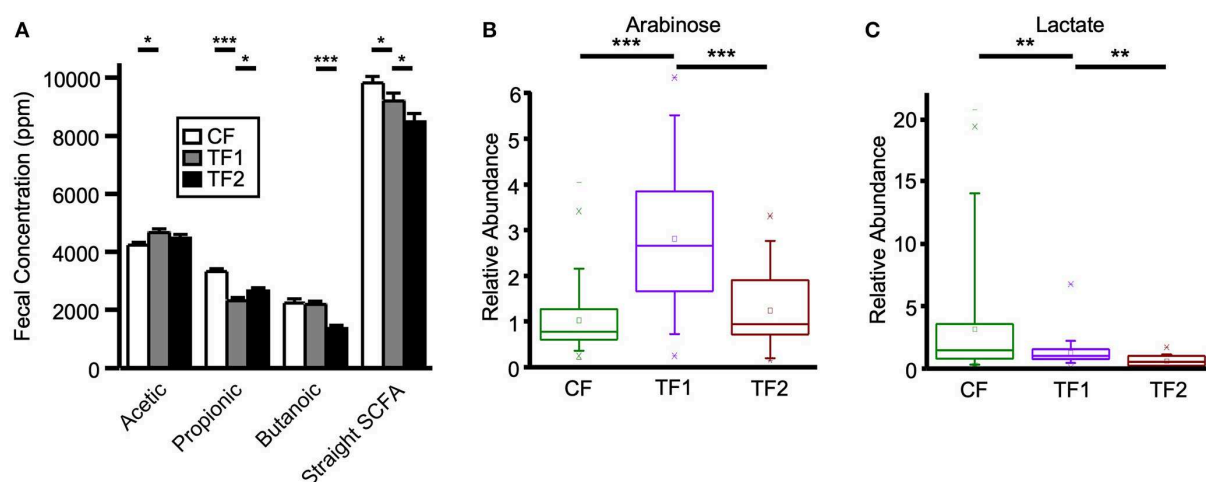 A
* *** * *** * *
Fecal Concentration (ppm)
10000
8000
6000
4000
2000
0
CF
TF1
TF2
Acetic
Propionic
Butanoic
Straight SCFA
B
Arabinose
*** ***
Relative Abundance
6
5
4
3
2
1
0
CF TF1 TF2
C
Lactate
** **
Relative Abundance
20
15
10
5
0
CF TF1 TF2